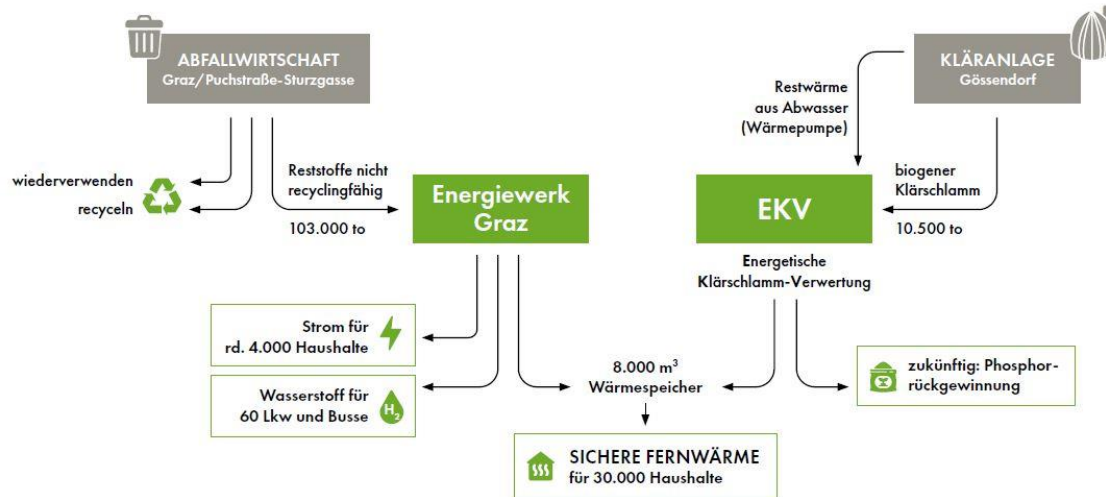 ABFALLWIRTSCHAFT
Graz/Puchstraße-Sturzgasse
KLÄRANLAGE
Gössendorf
Restwärme
aus Abwasser
(Wärmepumpe)
wiederverwenden
recyceln
Reststoffe nicht
recyclingfähig
103.000 to
Energiewerk
Graz
EKV
biogener
Klärschlamm
10.500 to
Energetische
Klärschlamm-Verwertung
Strom für
rd. 4.000 Haushalte
Wasserstoff für
60 Lkw und Busse
H₂
8.000 m³
Wärmespeicher
zukünftig: Phosphor-
rückgewinnung
SICHERE FERNWÄRME
für 30.000 Haushalte